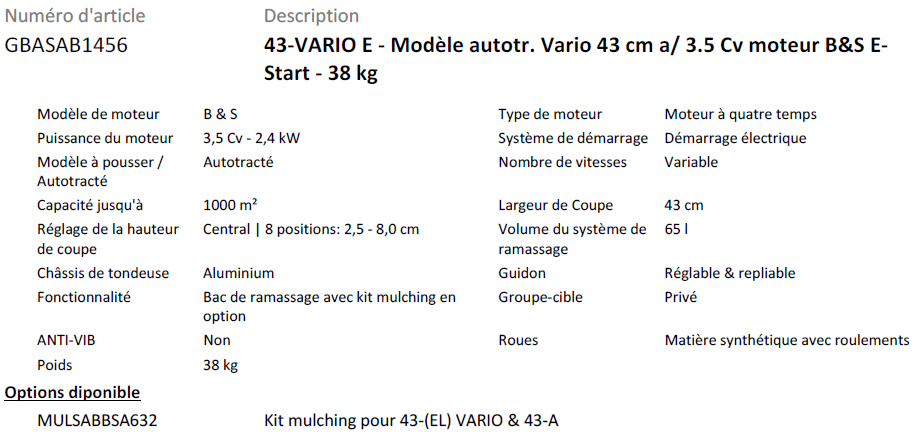 Numéro d'article Description
GBASAB1456 43-VARIO E - Modèle autotr. Vario 43 cm a/ 3.5 Cv moteur B&S E-
Start - 38 kg
Modèle de moteur B & S Type de moteur Moteur à quatre temps
Puissance du moteur 3,5 Cv - 2,4 kW Système de démarrage Démarrage électrique
Modèle à pousser / Autotracté Nombre de vitesses Variable
Autotracté
Capacité jusqu'à 1000 m² Largeur de Coupe 43 cm
Réglage de la hauteur Central | 8 positions: 2,5 - 8,0 cm Volume du système de 65 l
de coupe ramassage
Châssis de tondeuse Aluminium Guidon Réglable & repliable
Fonctionnalité Bac de ramassage avec kit mulching en Groupe-cible Privé
option
ANTI-VIB Non Roues Matière synthétique avec roulements
Poids 38 kg
Options diponible
MULSABBSA632 Kit mulching pour 43-(EL) VARIO & 43-A